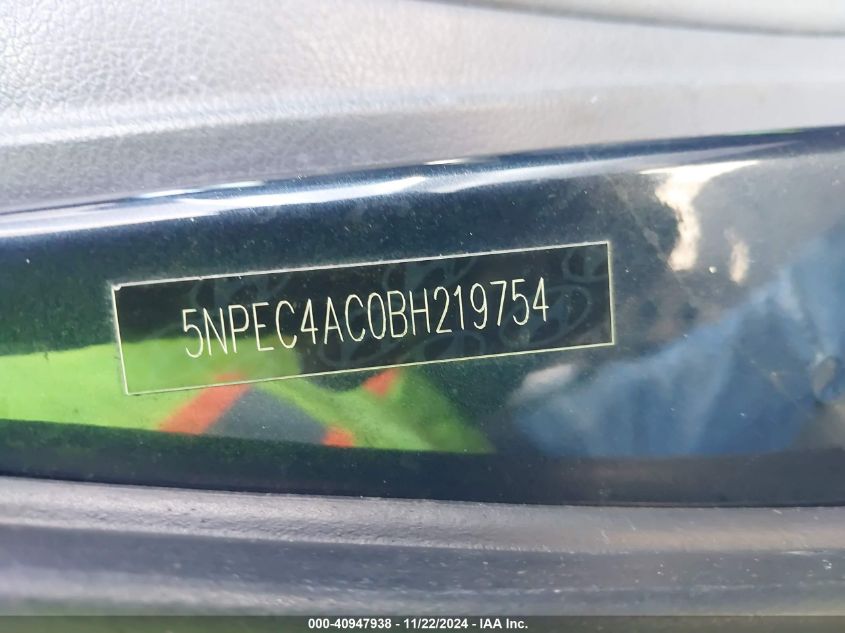 5NPEC4AC0BH219754
000-40947938 - 11/22/2024 - IAA Inc.